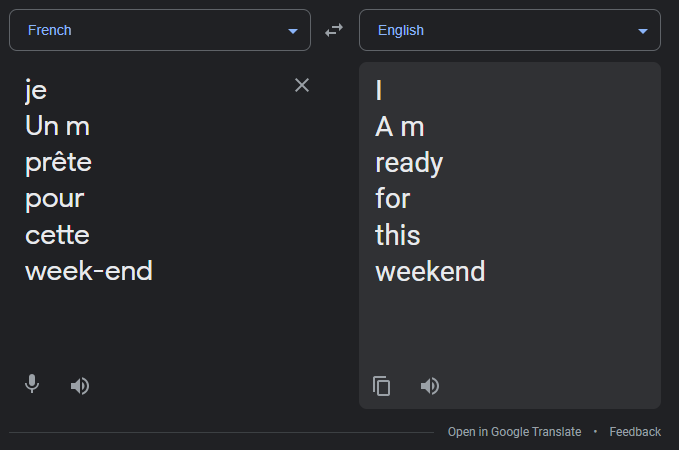 French
English
je
Un m
prête
pour
cette
week-end
I
A m
ready
for
this
weekend
Open in Google Translate • Feedback